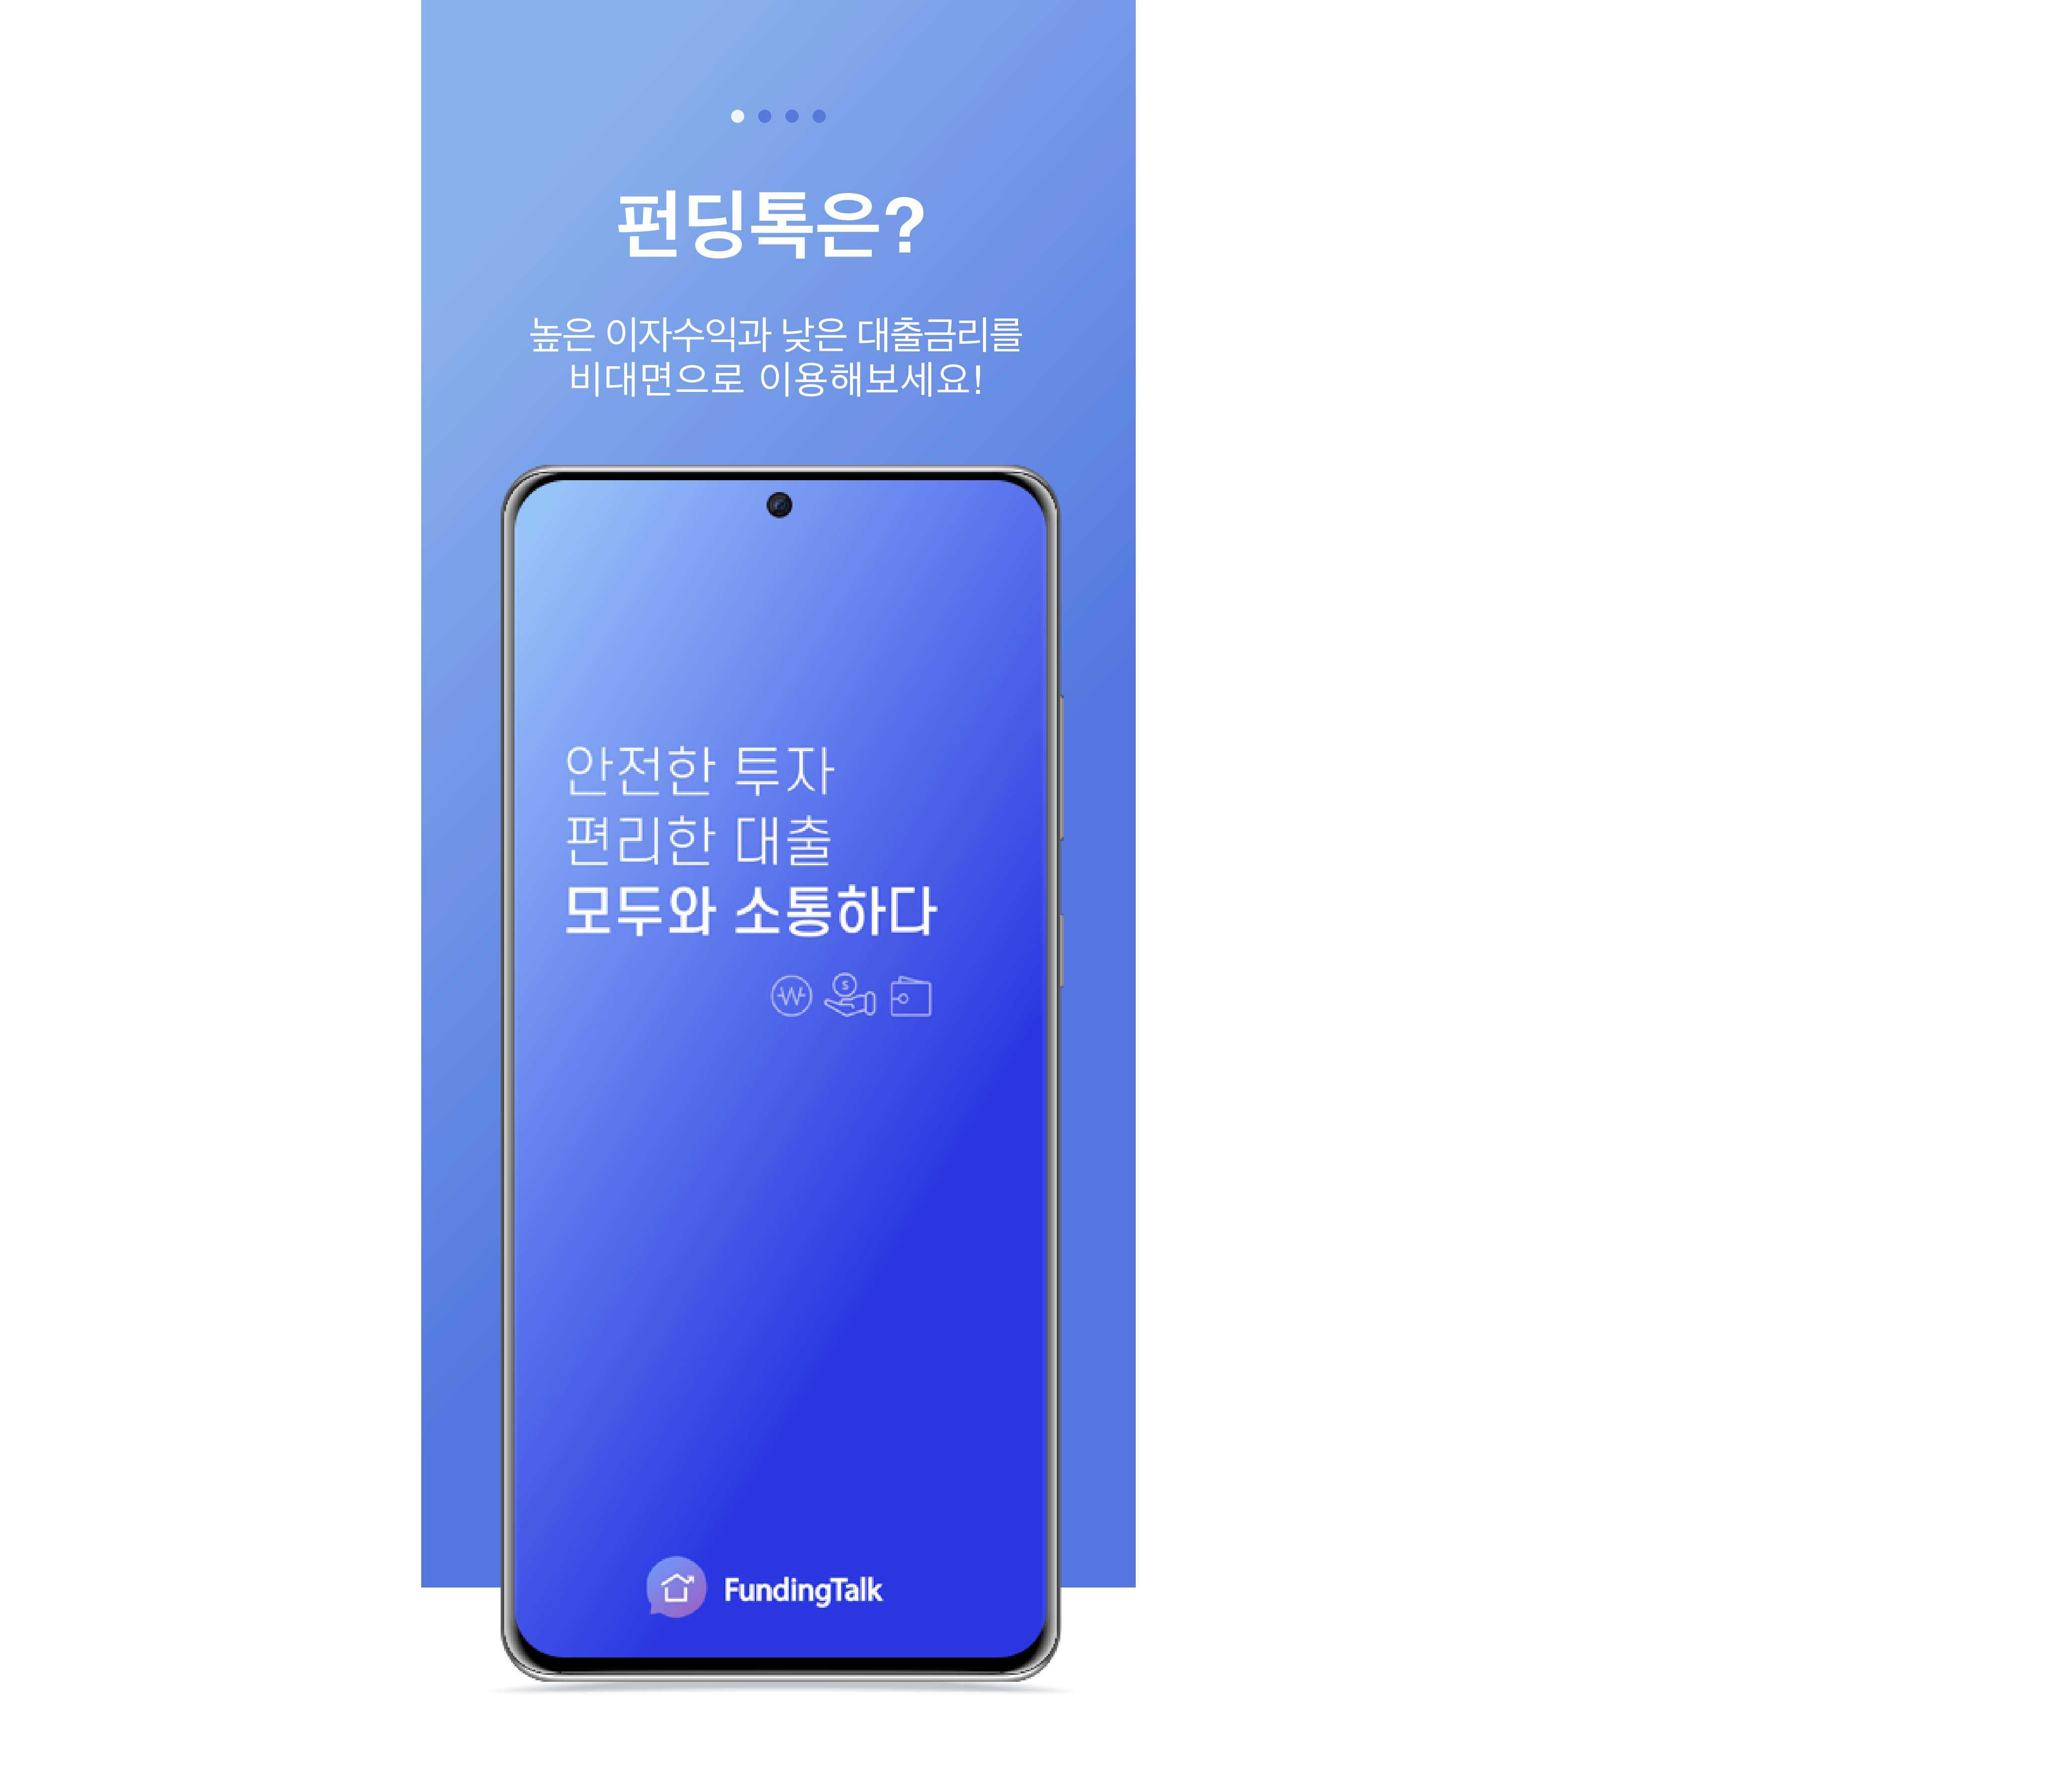 펀딩톡은?
높은 이자수익과 낮은 대출금리를
비대면으로 이용해보세요!
안전한 투자
편리한 대출
모두와 소통하다
FundingTalk